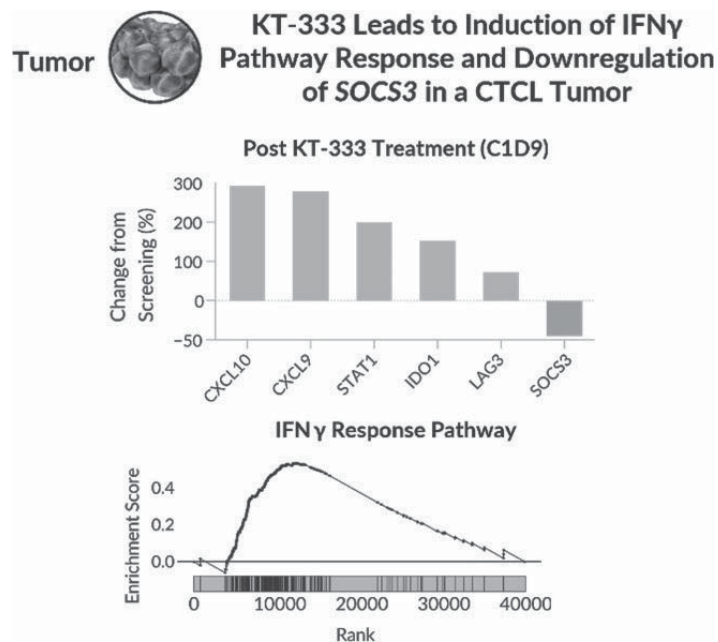 Tumor
KT-333 Leads to Induction of IFNγ
Pathway Response and Downregulation
of SOCS3 in a CTCL Tumor
Post KT-333 Treatment (C1D9)
Change from
Screening (%)
300
200
100
0
−50
CXCL10
CXCL9
STAT1
IDO1
LAG3
SOCS3
IFN γ Response Pathway
Enrichment Score
0.4
0.2
0.0
0
10000
20000
30000
40000
Rank